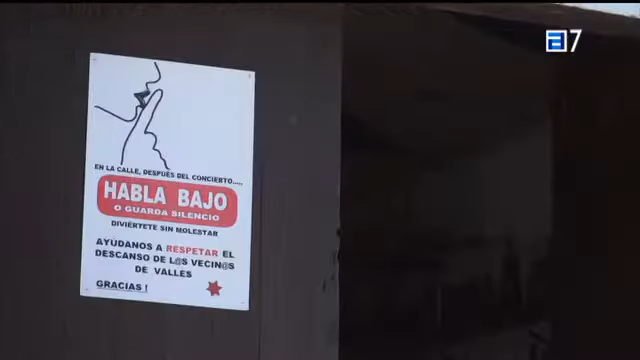 a7
EN LA CALLE, DESPUÉS DEL CONCIERTO....
HABLA BAJO
O GUARDA SILENCIO
DIVIÉRTETE SIN MOLESTAR
AYÚDANOS A RESPETAR EL
DESCANSO DE L@S VECIN@S
DE VALLES
GRACIAS !